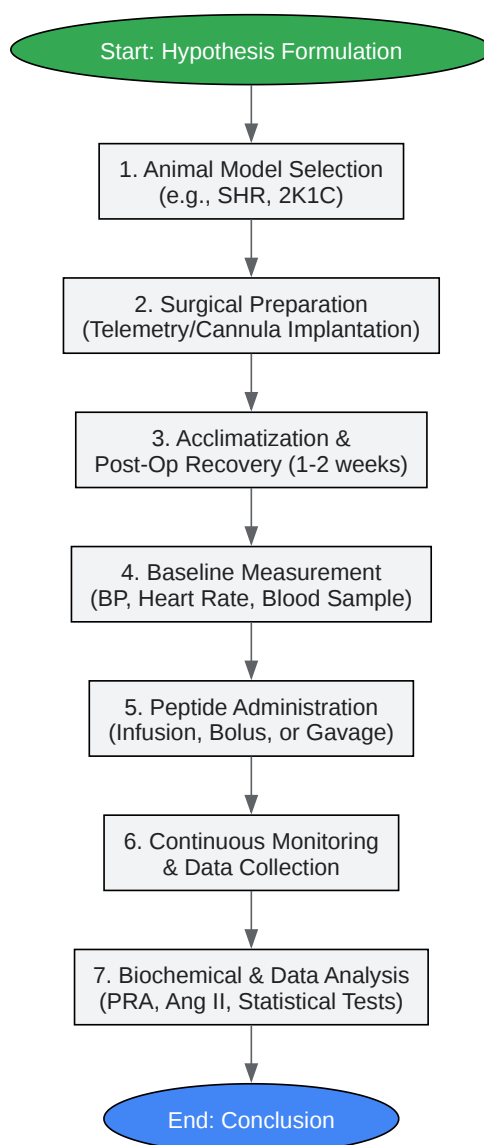 Start: Hypothesis Formulation
1. Animal Model Selection
(e.g., SHR, 2K1C)
2. Surgical Preparation
(Telemetry/Cannula Implantation)
3. Acclimatization &
Post-Op Recovery (1-2 weeks)
4. Baseline Measurement
(BP, Heart Rate, Blood Sample)
5. Peptide Administration
(Infusion, Bolus, or Gavage)
6. Continuous Monitoring
& Data Collection
7. Biochemical & Data Analysis
(PRA, Ang II, Statistical Tests)
End: Conclusion